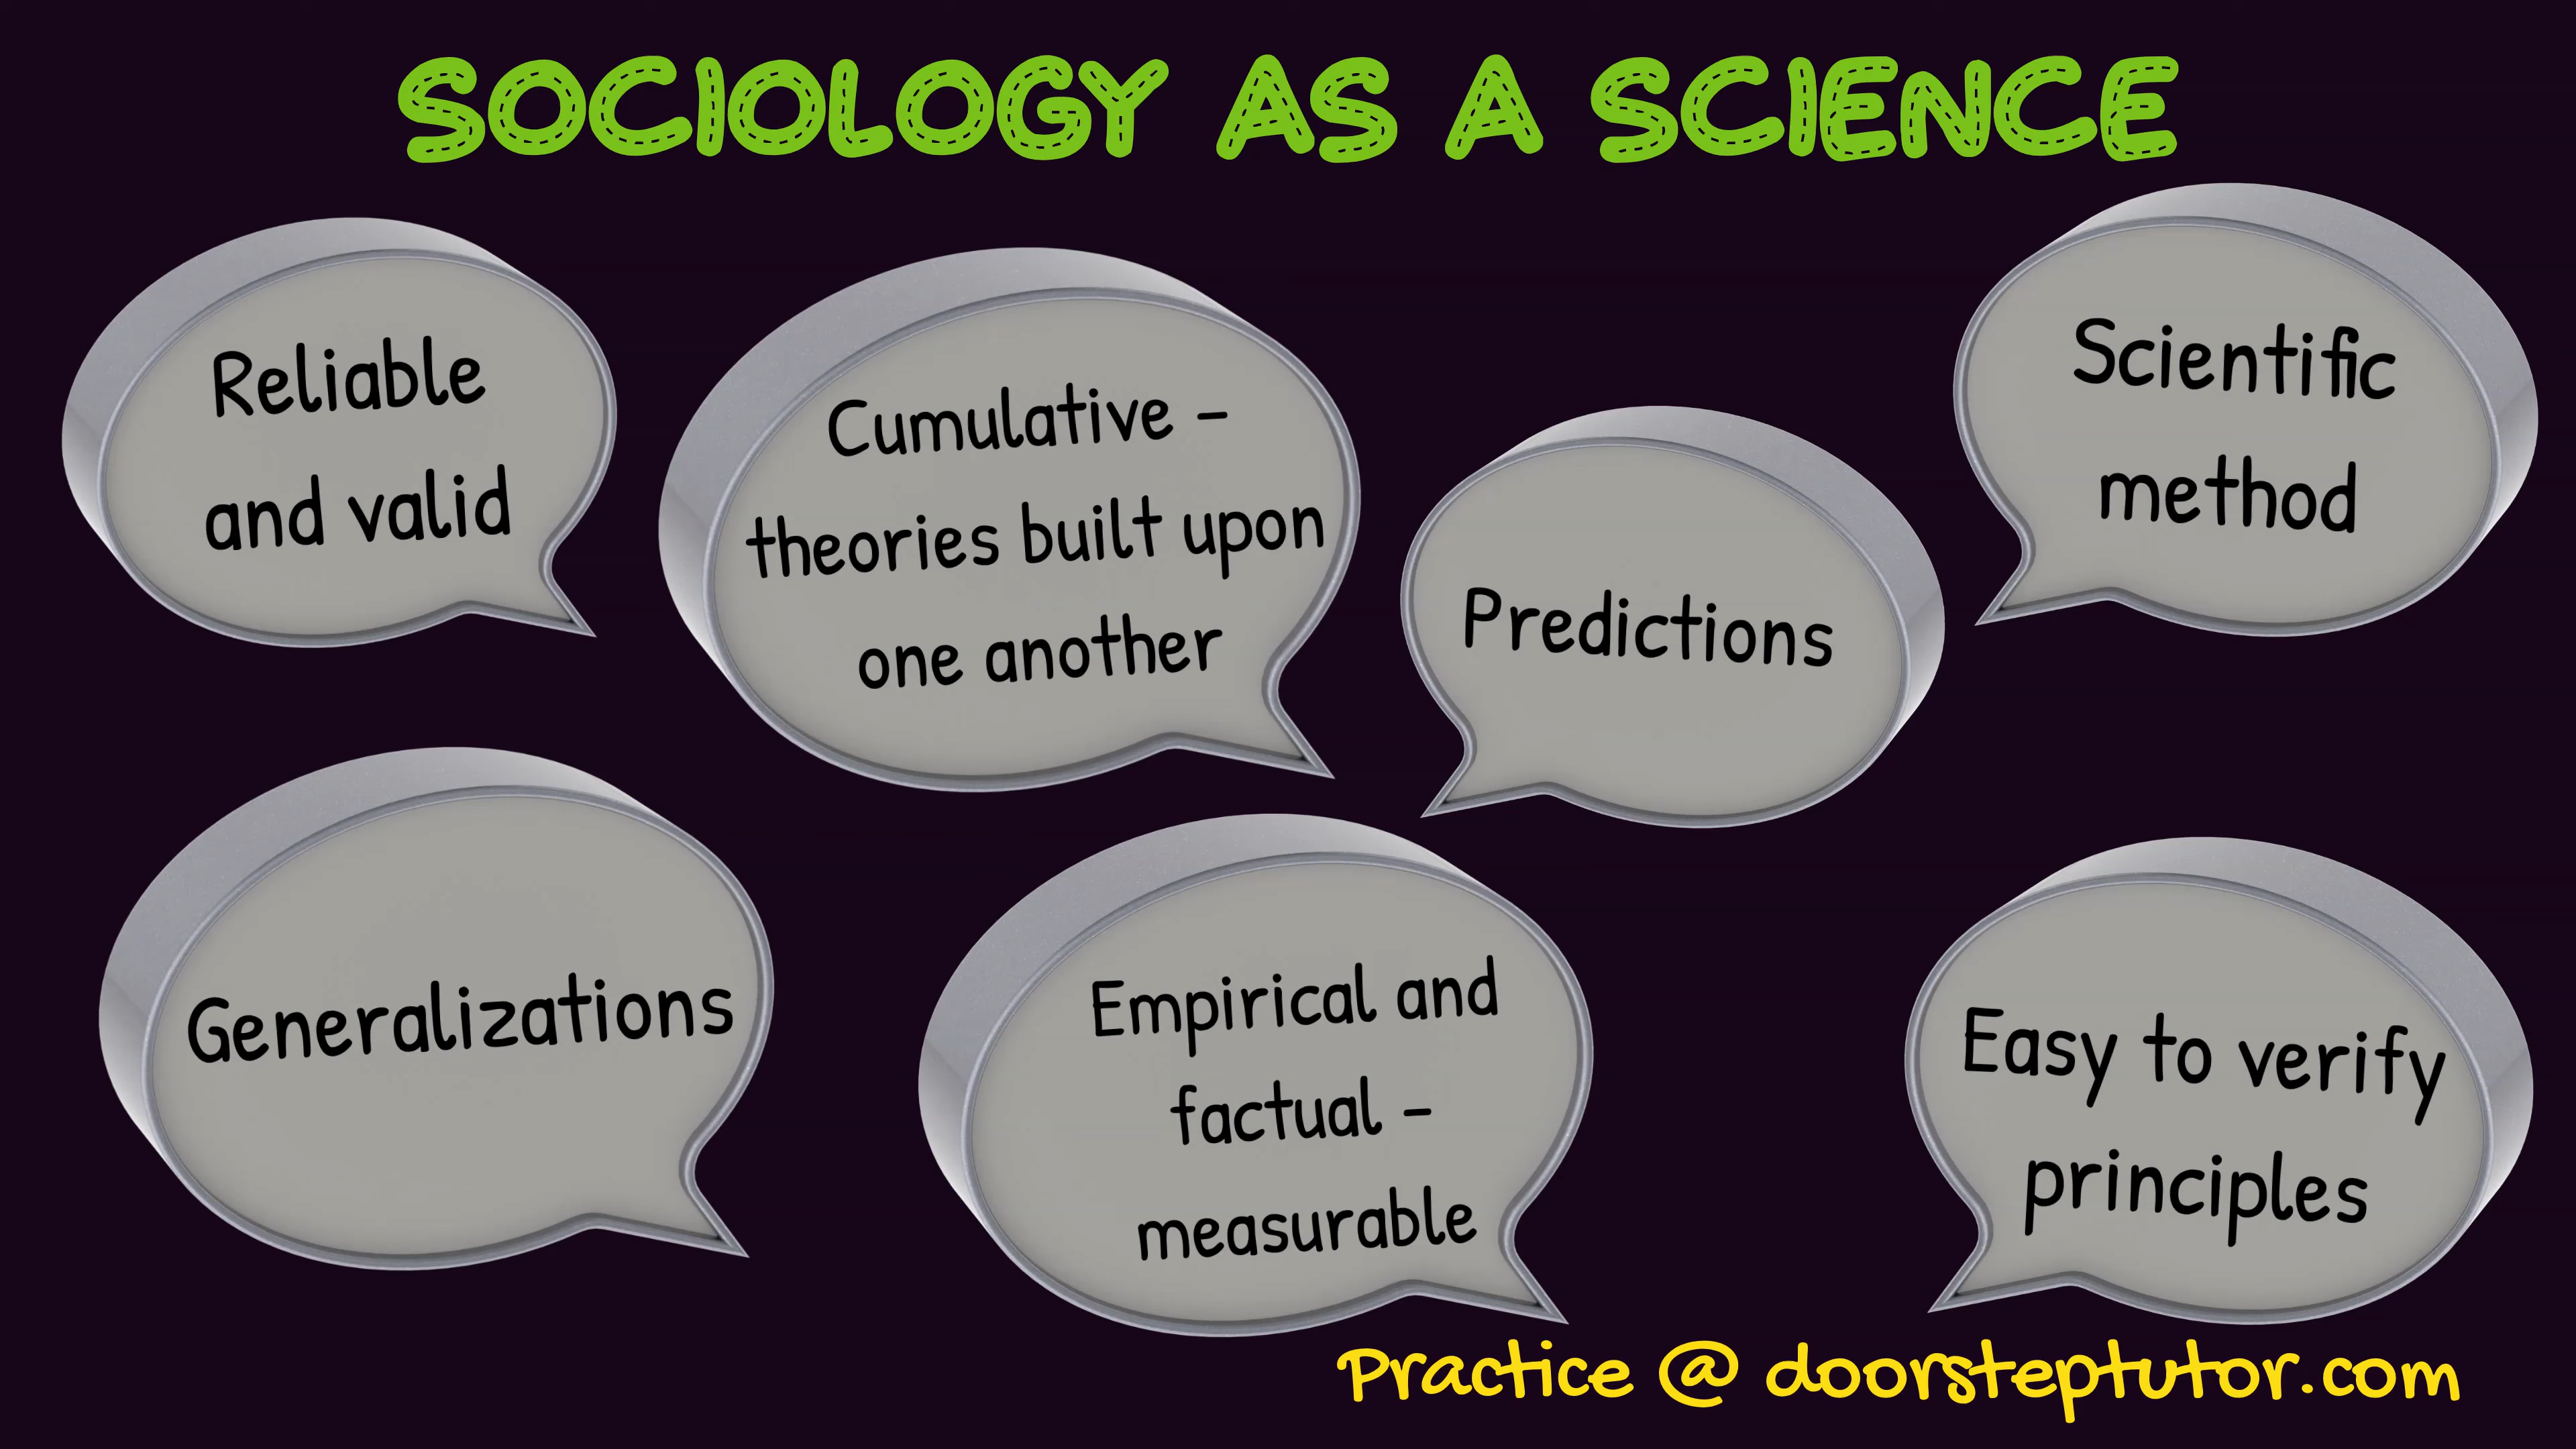 SOCIOLOGY AS A SCIENCE
Reliable
and valid
Cumulative -
theories built upon
one another
Predictions
Scientific
method
Generalizations
Empirical and
factual -
measurable
Easy to verify
principles
Practice @ doorsteptutor.com